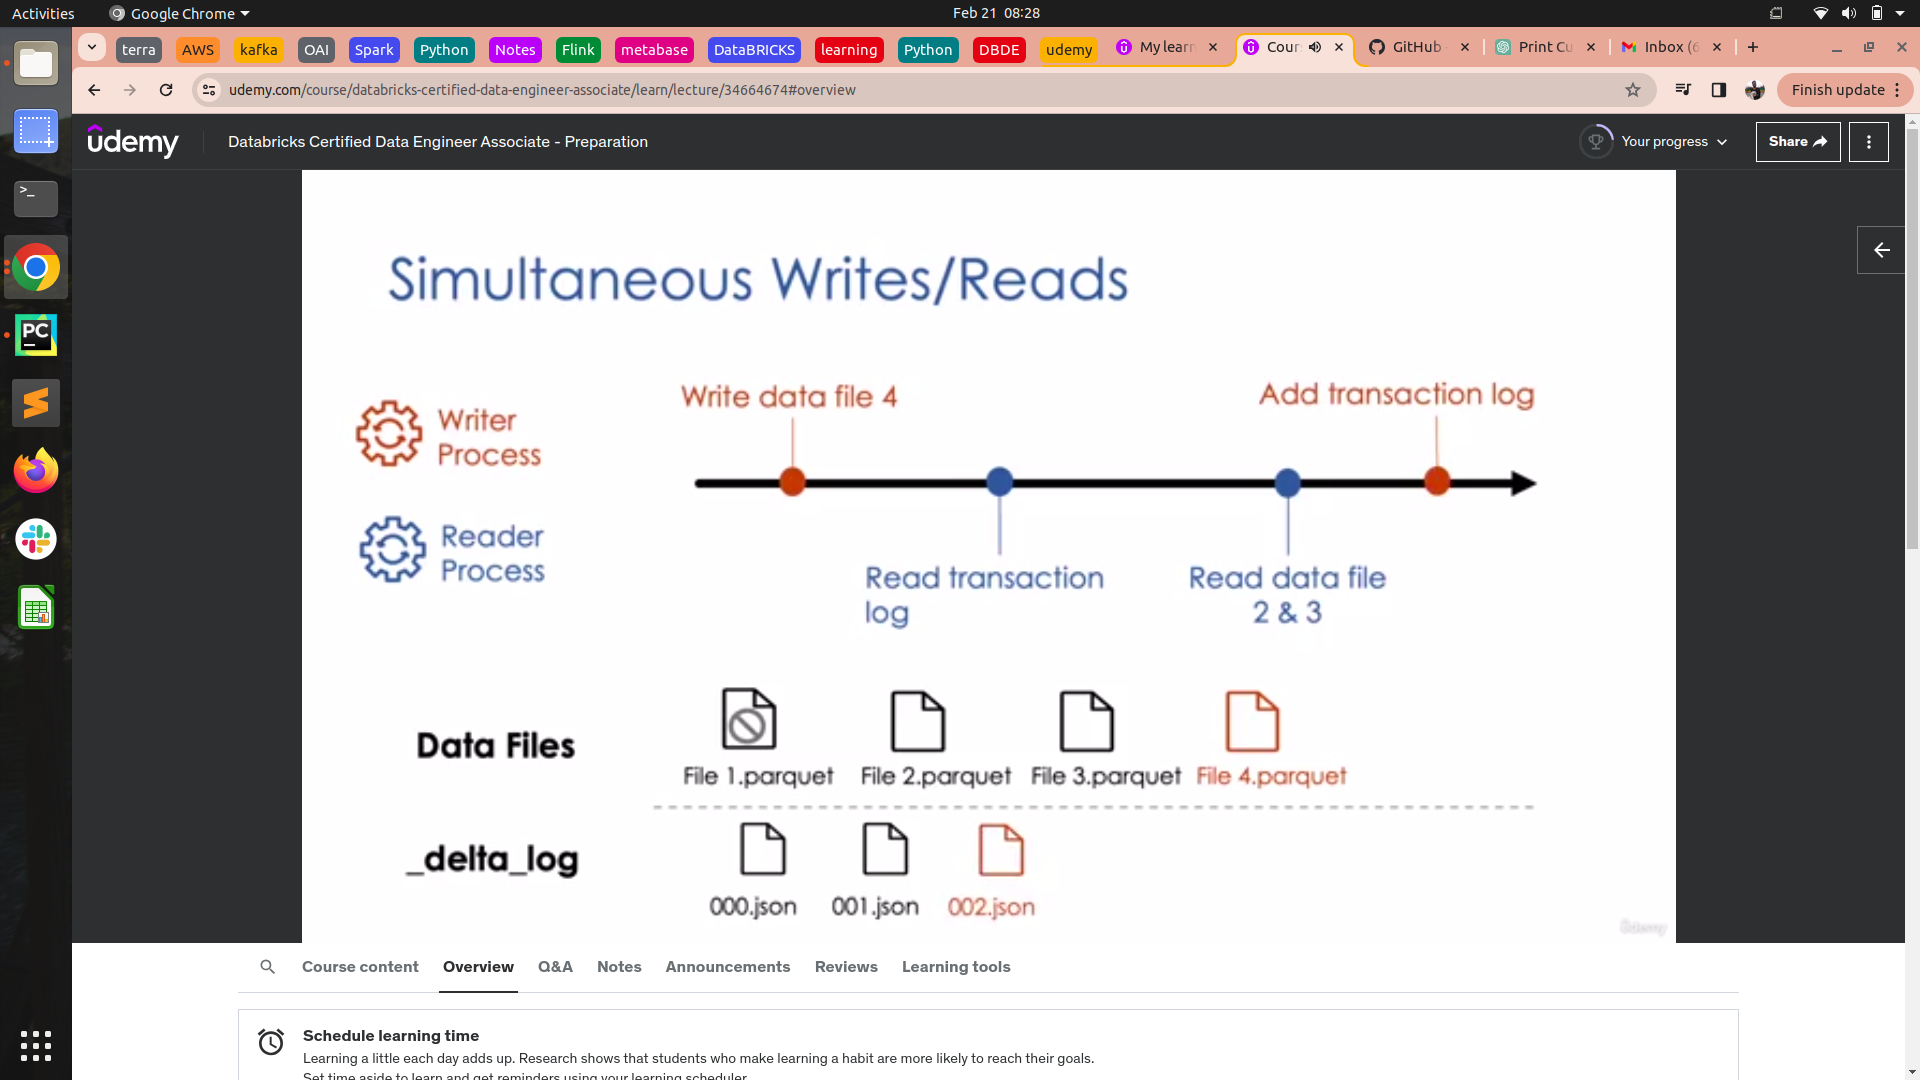 Activities
Google Chrome
Feb 21 08:28
terra
AWS
kafka
OAI
Spark
Python
Notes
Flink
metabase
DataBRICKS
learning
Python
DBDE
udemy
My learn
Cour
GitHub
Print Cu
Inbox (6
udemy.com/course/databricks-certified-data-engineer-associate/learn/lecture/34664674#overview
Finish update
udemy
Databricks Certified Data Engineer Associate - Preparation
Your progress
Share
Simultaneous Writes/Reads
Write data file 4
Add transaction log
Writer
Process
Reader
Process
Read transaction
log
Read data file
2 & 3
Data Files
File 1.parquet
File 2.parquet
File 3.parquet
File 4.parquet
_delta_log
000.json
001.json
002.json
Udemy
Course content
Overview
Q&A
Notes
Announcements
Reviews
Learning tools
Schedule learning time
Learning a little each day adds up. Research shows that students who make learning a habit are more likely to reach their goals.
Set time aside to learn and get reminders using your learning scheduler.
PC
>_